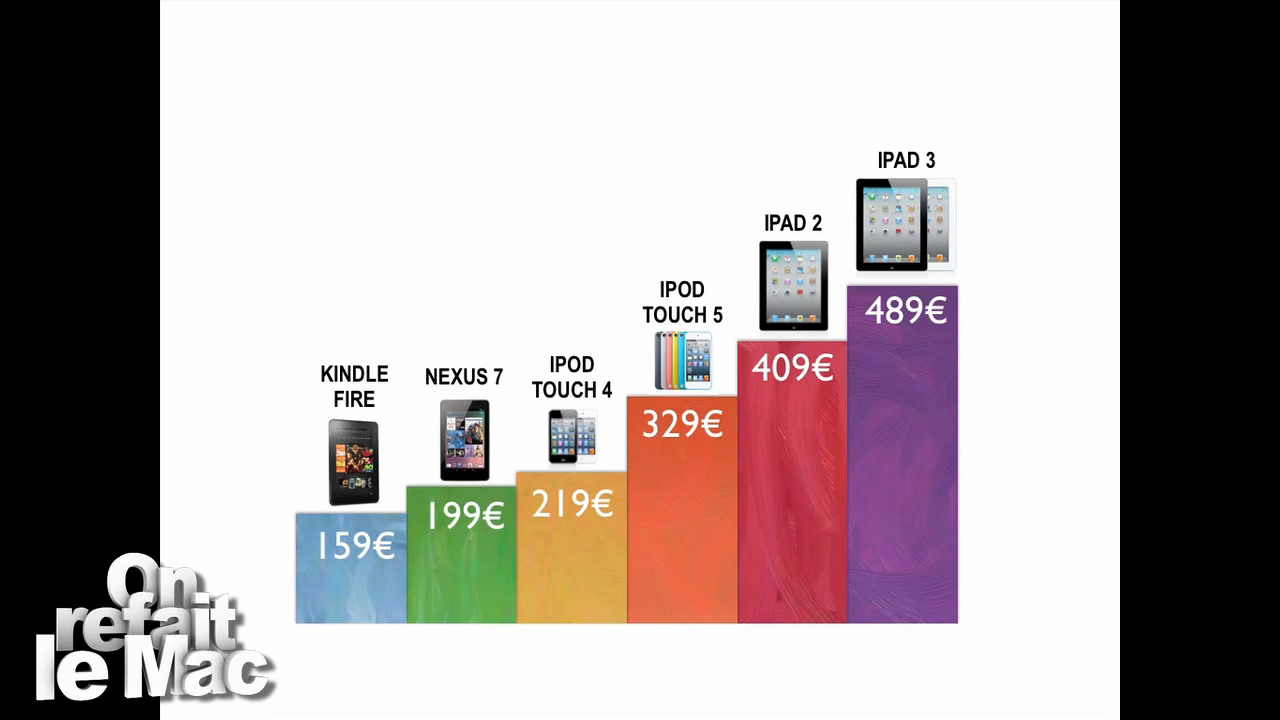 IPAD 3
IPAD 2
IPOD
TOUCH 5
IPOD
TOUCH 4
KINDLE
FIRE
NEXUS 7
159€
199€
219€
329€
409€
489€
On
refait
le Mac